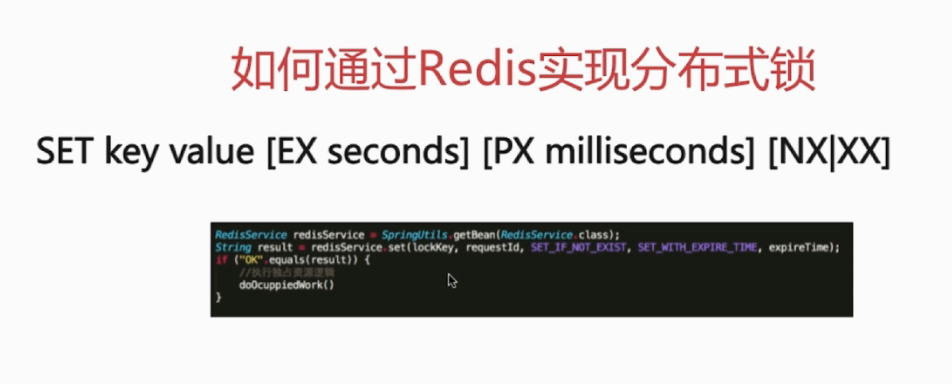 如何通过Redis实现分布式锁
SET key value [EX seconds] [PX milliseconds] [NX|XX]
RedisService redisService = SpringUtils.getBean(RedisService.class);
String result = redisService.set(lockKey, requestId, SET_IF_NOT_EXIST, SET_WITH_EXPIRE_TIME, expireTime);
if ("OK".equals(result)) {
//执行独占资源逻辑
doOcuppiedWork()
}